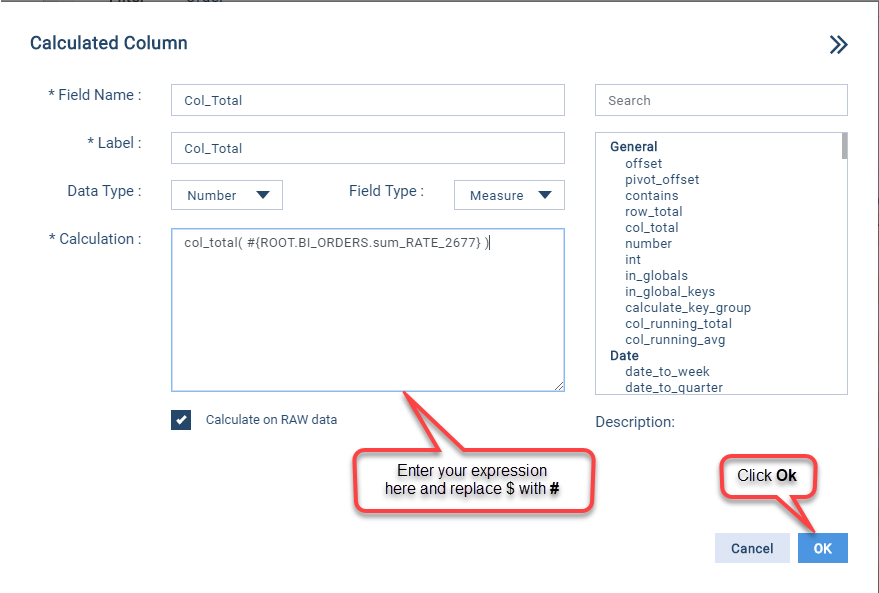 Calculated Column
* Field Name :
Col_Total
* Label :
Col_Total
Data Type :
Number
Field Type :
Measure
* Calculation :
col_total( #{ROOT.BI_ORDERS.sum_RATE_2677} )
Calculate on RAW data
Search
General
offset
pivot_offset
contains
row_total
col_total
number
int
in_globals
in_global_keys
calculate_key_group
col_running_total
col_running_avg
Date
date_to_week
date_to_quarter
Description:
Enter your expression
here and replace $ with #
Click Ok
Cancel
OK